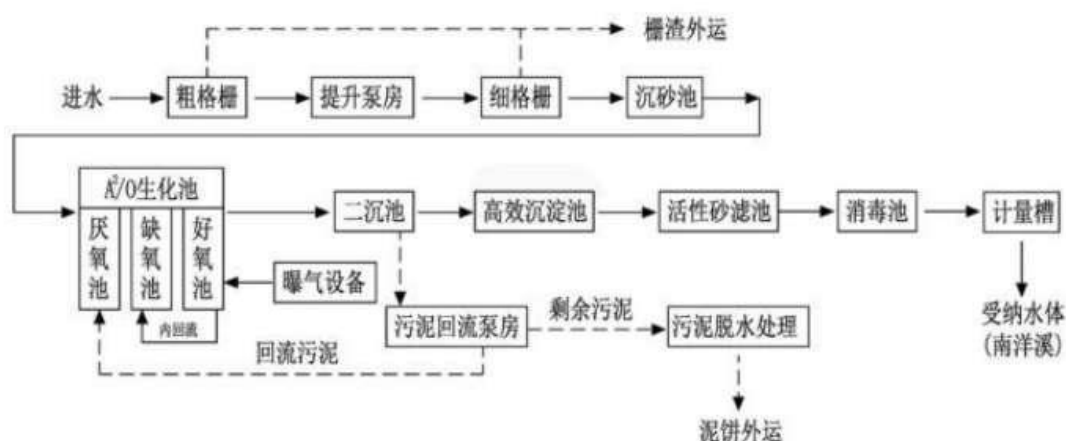 栅渣外运
进水
粗格栅
提升泵房
细格栅
沉砂池
A²/O生化池
厌氧池
缺氧池
好氧池
内回流
二沉池
高效沉淀池
活性砂滤池
消毒池
计量槽
曝气设备
污泥回流泵房
剩余污泥
污泥脱水处理
受纳水体
(南洋溪)
回流污泥
泥饼外运